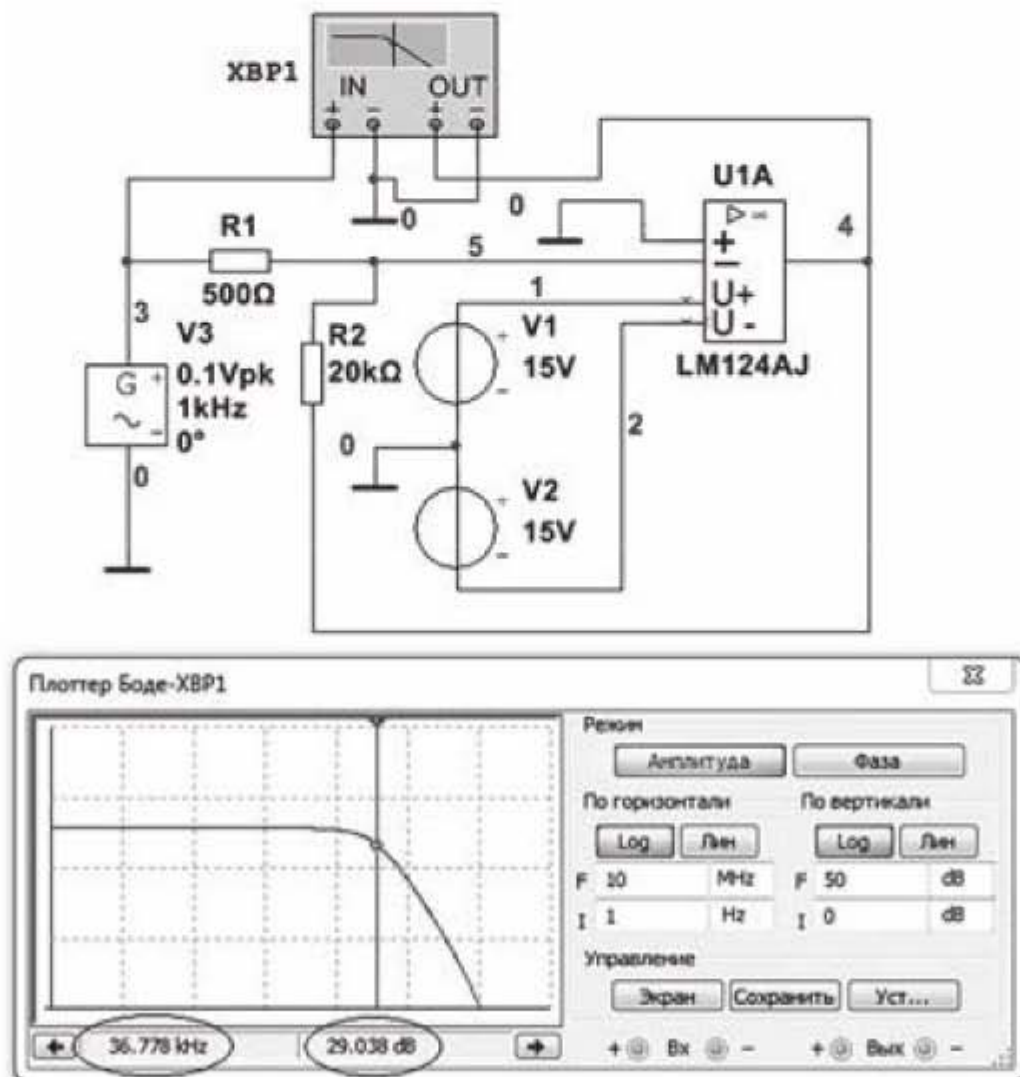 XBP1
IN OUT
+ − + −
U1A
0
0
4
R1
5
+
−
500Ω
1
U+
3
V1
U -
V3
R2
+
15V
LM124AJ
G +
0.1Vpk
20kΩ
−
1kHz
−
0°
2
0
0
V2
+
15V
−
Плоттер Боде-XBP1
Режим
Амплитуда Фаза
По горизонтали По вертикали
Log Лин Log Лин
F 10 MHz F 50 dB
I 1 Hz I 0 dB
Управление
Экран Сохранить Уст...
36.778 kHz 29.038 dB
+ Вх − + Вых −